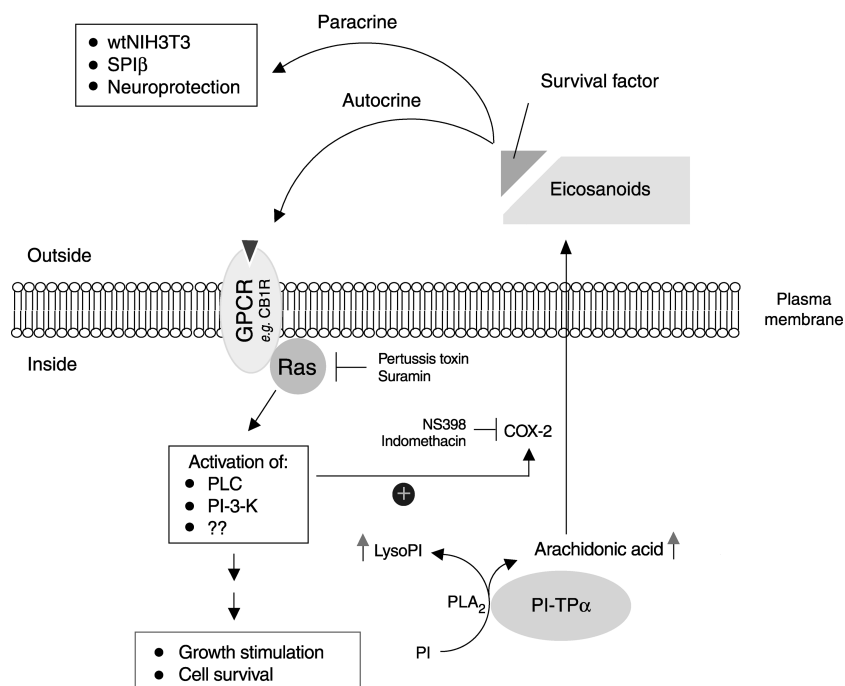 Paracrine
● wtNIH3T3
● SPIβ
● Neuroprotection
Autocrine
Survival factor
Eicosanoids
Outside
GPCR
e.g. CB1R
Plasma
membrane
Inside
Ras
Pertussis toxin
Suramin
NS398
Indomethacin
COX-2
Activation of:
● PLC
● PI-3-K
● ??
+
LysoPI
Arachidonic acid
PLA₂
PI-TPα
PI
● Growth stimulation
● Cell survival